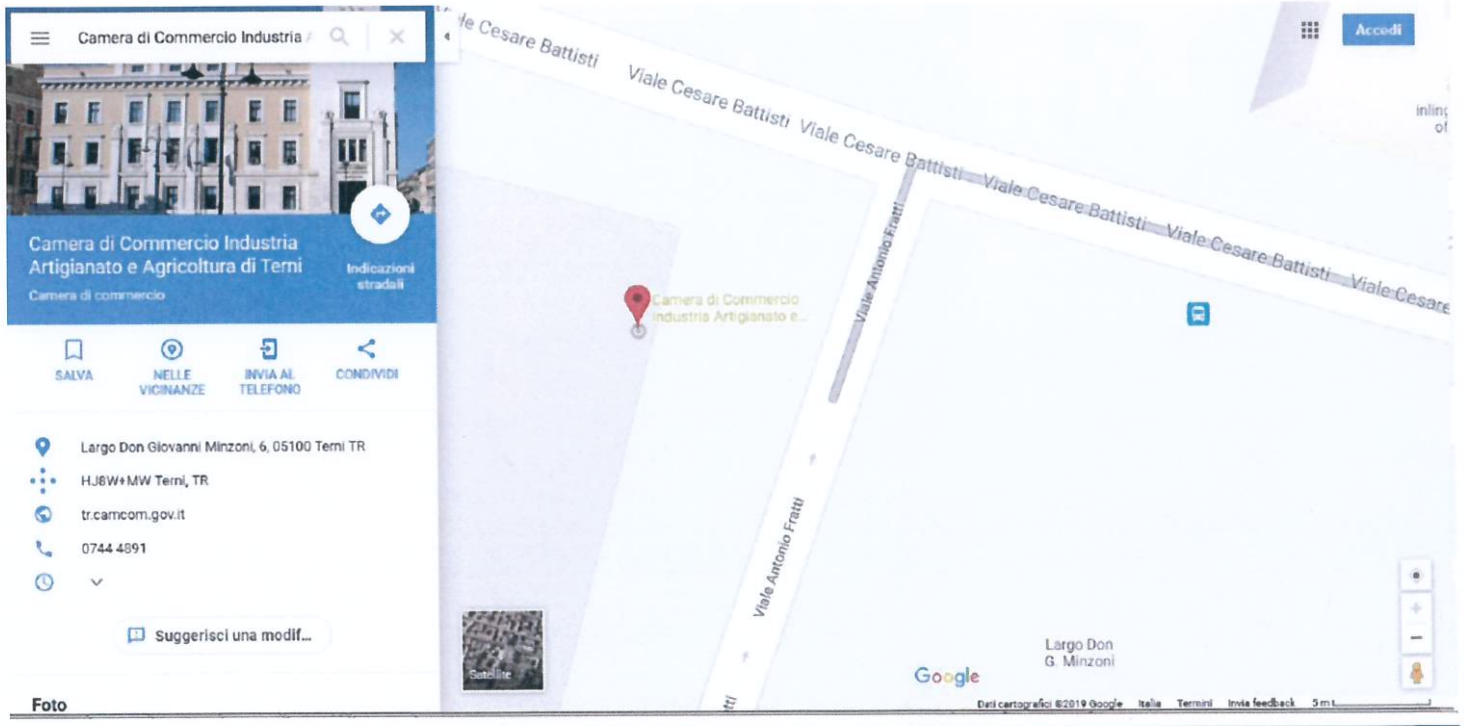 Camera di Commercio Industria
Camera di Commercio Industria
Artigianato e Agricoltura di Terni
Camera di commercio
Indicazioni
stradali
SALVA
NELLE
VICINANZE
INVIA AL
TELEFONO
CONDIVIDI
Largo Don Giovanni Minzoni, 6, 05100 Terni TR
HJ8W+MW Terni, TR
tr.camcom.gov.it
0744 4891
Suggerisci una modif...
Foto
Satellite
Viale Cesare Battisti
Viale Cesare Battisti
Viale Cesare Battisti
Viale Cesare Battisti
Viale Cesare Battisti
Viale Cesare
Viale Antonio Fratti
Viale Antonio Fratti
Camera di Commercio
Industria Artigianato e...
Accedi
Largo Don
G. Minzoni
Google
Dati cartografici ©2019 Google Italia Termini Invia feedback 5 m